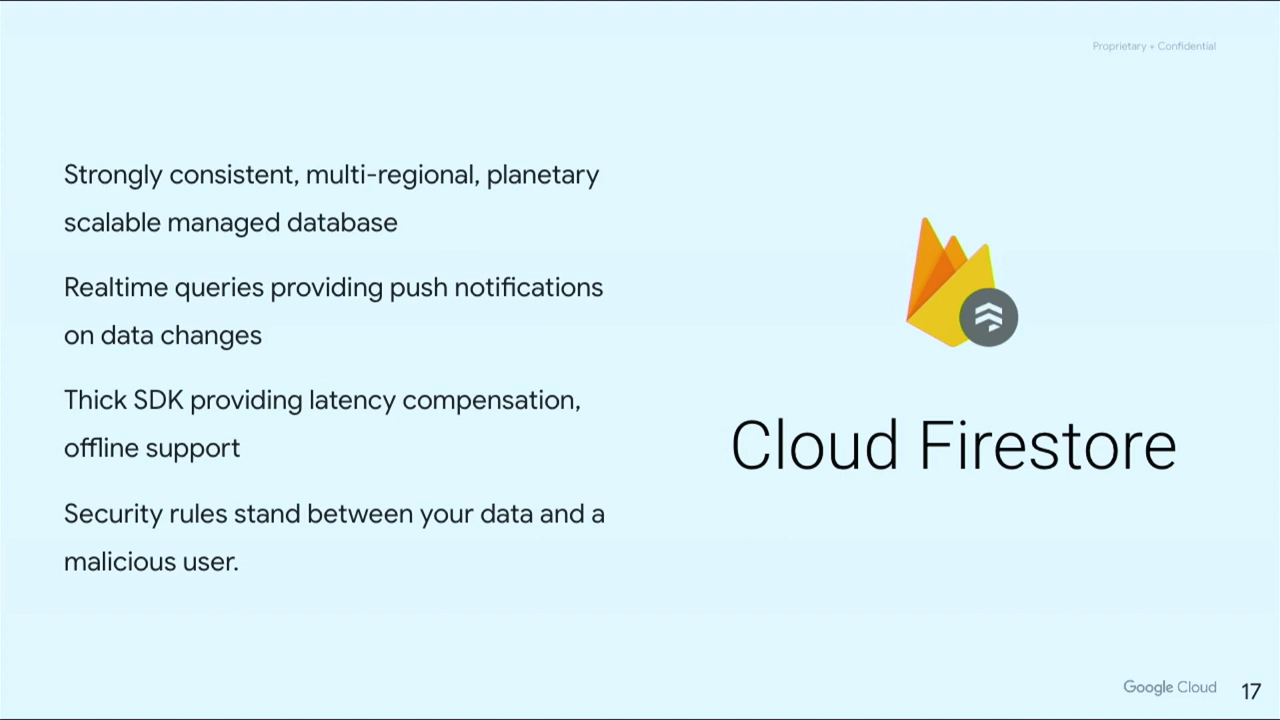 Proprietary + Confidential
Strongly consistent, multi-regional, planetary
scalable managed database
Realtime queries providing push notifications
on data changes
Thick SDK providing latency compensation,
offline support
Security rules stand between your data and a
malicious user.
Cloud Firestore
Google Cloud
17